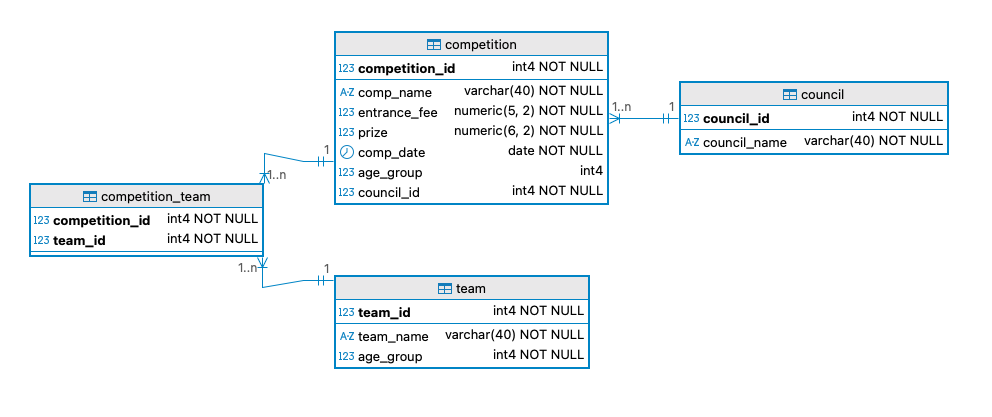 competition
123 competition_id int4 NOT NULL
A-Z comp_name varchar(40) NOT NULL
123 entrance_fee numeric(5, 2) NOT NULL
123 prize numeric(6, 2) NOT NULL
comp_date date NOT NULL
123 age_group int4
123 council_id int4 NOT NULL
1..n
1
council
123 council_id int4 NOT NULL
A-Z council_name varchar(40) NOT NULL
1
1..n
competition_team
123 competition_id int4 NOT NULL
123 team_id int4 NOT NULL
1..n
1
team
123 team_id int4 NOT NULL
A-Z team_name varchar(40) NOT NULL
123 age_group int4 NOT NULL